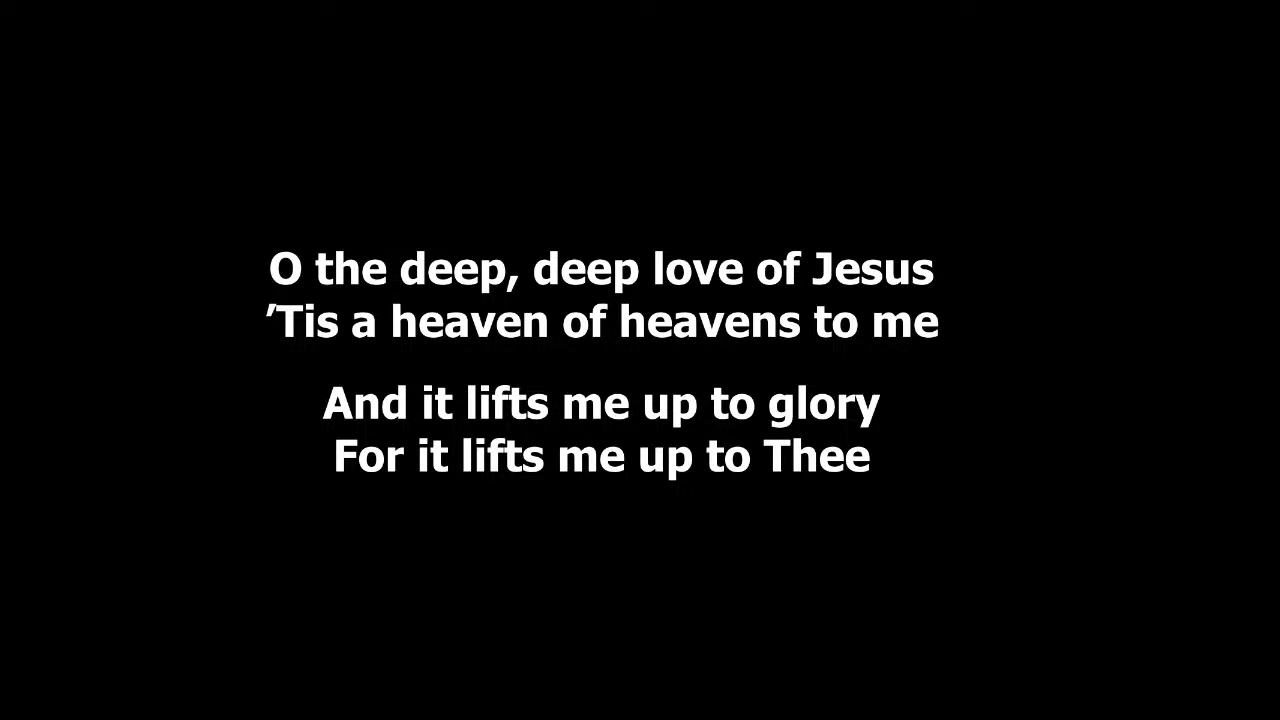 O the deep, deep love of Jesus
’Tis a heaven of heavens to me
And it lifts me up to glory
For it lifts me up to Thee